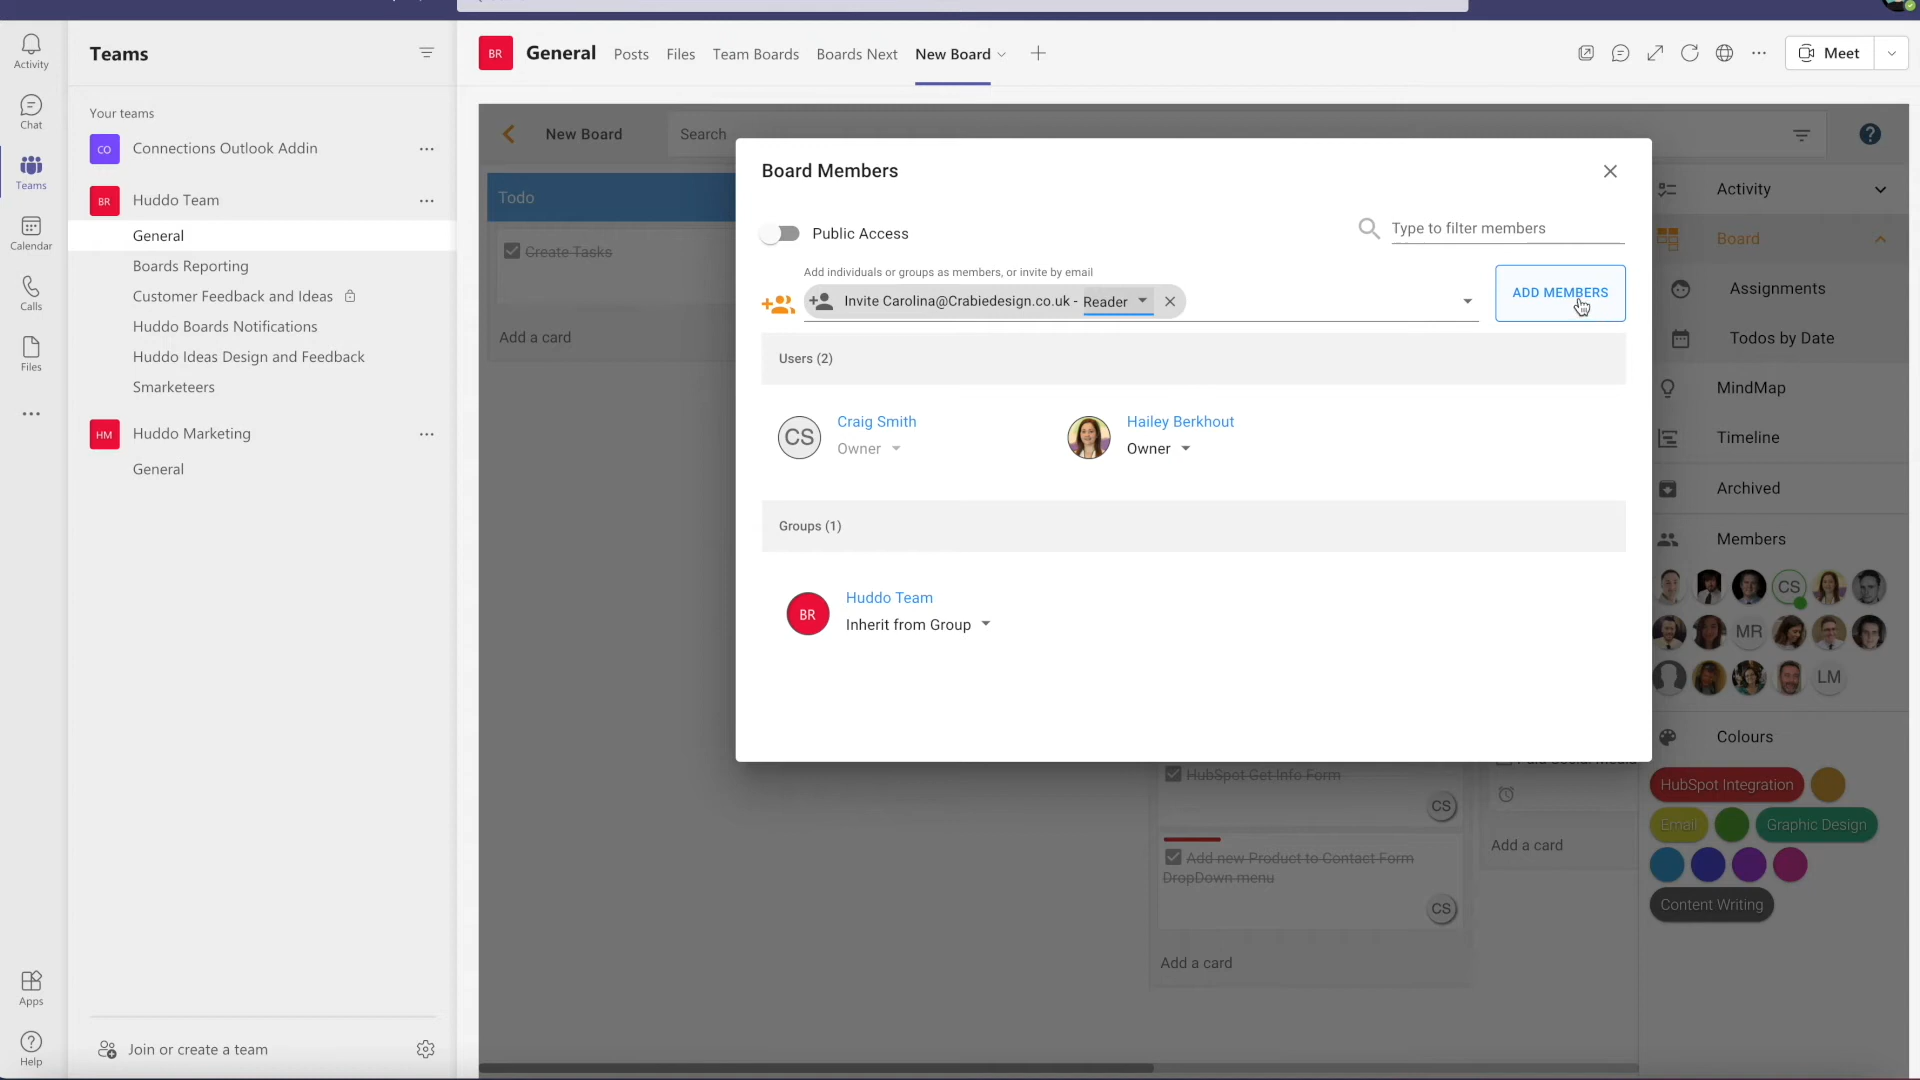 Teams
BR
General
Posts
Files
Team Boards
Boards Next
New Board
Meet
Activity
Chat
Teams
Calendar
Calls
Files
Apps
Help
Your teams
CO
Connections Outlook Addin
BR
Huddo Team
General
Boards Reporting
Customer Feedback and Ideas
Huddo Boards Notifications
Huddo Ideas Design and Feedback
Smarketeers
HM
Huddo Marketing
General
Join or create a team
New Board
Search
Todo
Create Tasks
Add a card
Board Members
Public Access
Type to filter members
Add individuals or groups as members, or invite by email
Invite Carolina@Crabiedesign.co.uk - Reader
ADD MEMBERS
Users (2)
CS
Craig Smith
Owner
Hailey Berkhout
Owner
Groups (1)
BR
Huddo Team
Inherit from Group
HubSpot Get Info Form
CS
Add new Product to Contact Form
DropDown menu
CS
Add a card
Paid Social Media
Add a card
Activity
Board
Assignments
Todos by Date
MindMap
Timeline
Archived
Members
CS
MR
LM
Colours
HubSpot Integration
Email
Graphic Design
Content Writing